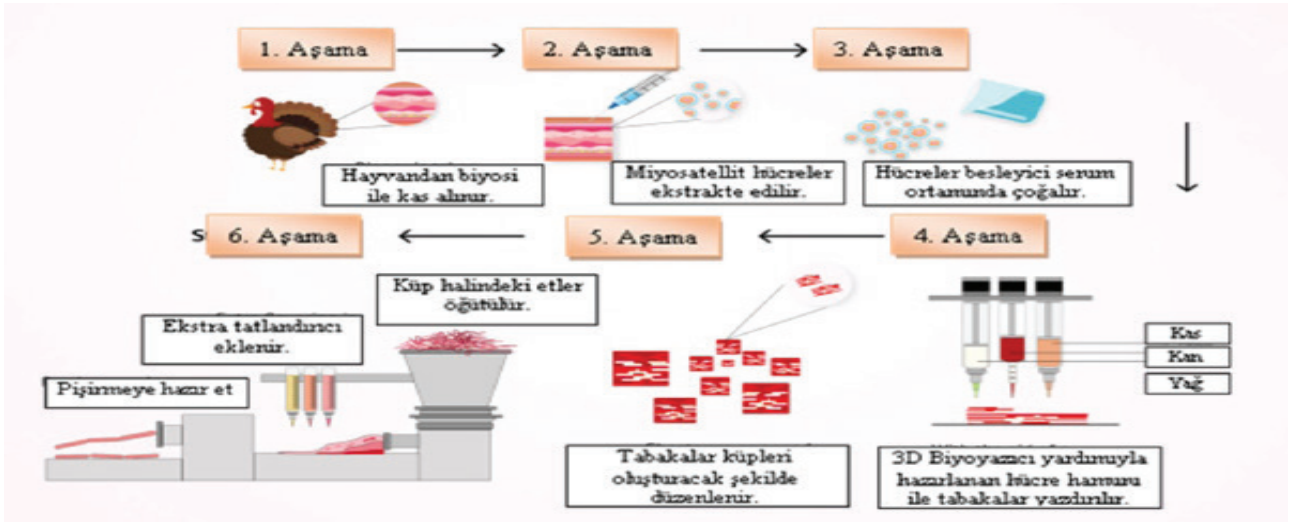 1. Aşama
2. Aşama
3. Aşama
Hayvandan biyosi
ile kas alınır.
Miyosatellit hücreler
ekstrakte edilir.
Hücreler besleyici serum
ortamında çoğalır.
6. Aşama
5. Aşama
4. Aşama
Küp halindeki etler
öğütülür.
Ekstra tatlandırıcı
eklenir.
Pişirmeye hazır et
Kas
Kan
Yağ
Tabakalar küpleri
oluşturacak şekilde
düzenlenir.
3D Biyoyazıcı yardımıyla
hazırlanan hücre hamuru
ile tabakalar yazdırılır.